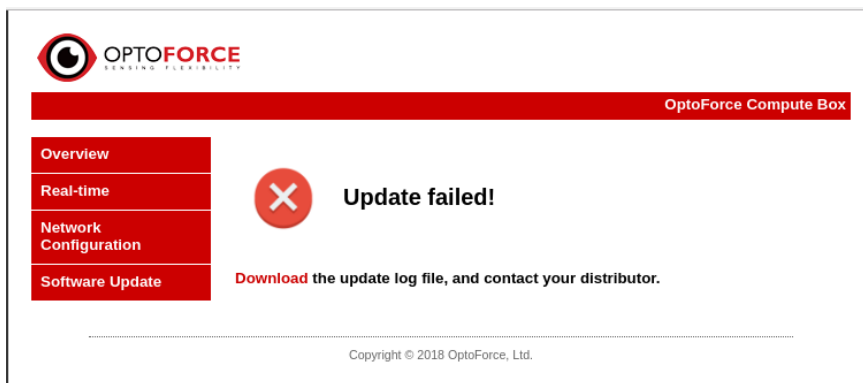 OPTOFORCE
SENSING FLEXIBILITY
OptoForce Compute Box
Overview
Real-time
Network
Configuration
Software Update
Update failed!
Download the update log file, and contact your distributor.
Copyright © 2018 OptoForce, Ltd.